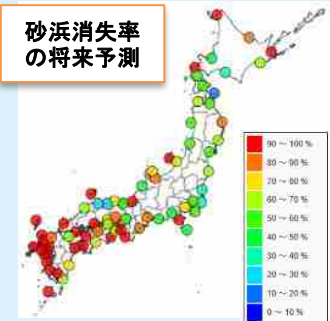 砂浜消失率
の将来予測
90 ～ 100 %
80 ～ 90 %
70 ～ 80 %
60 ～ 70 %
50 ～ 60 %
40 ～ 50 %
30 ～ 40 %
20 ～ 30 %
10 ～ 20 %
0 ～ 10 %